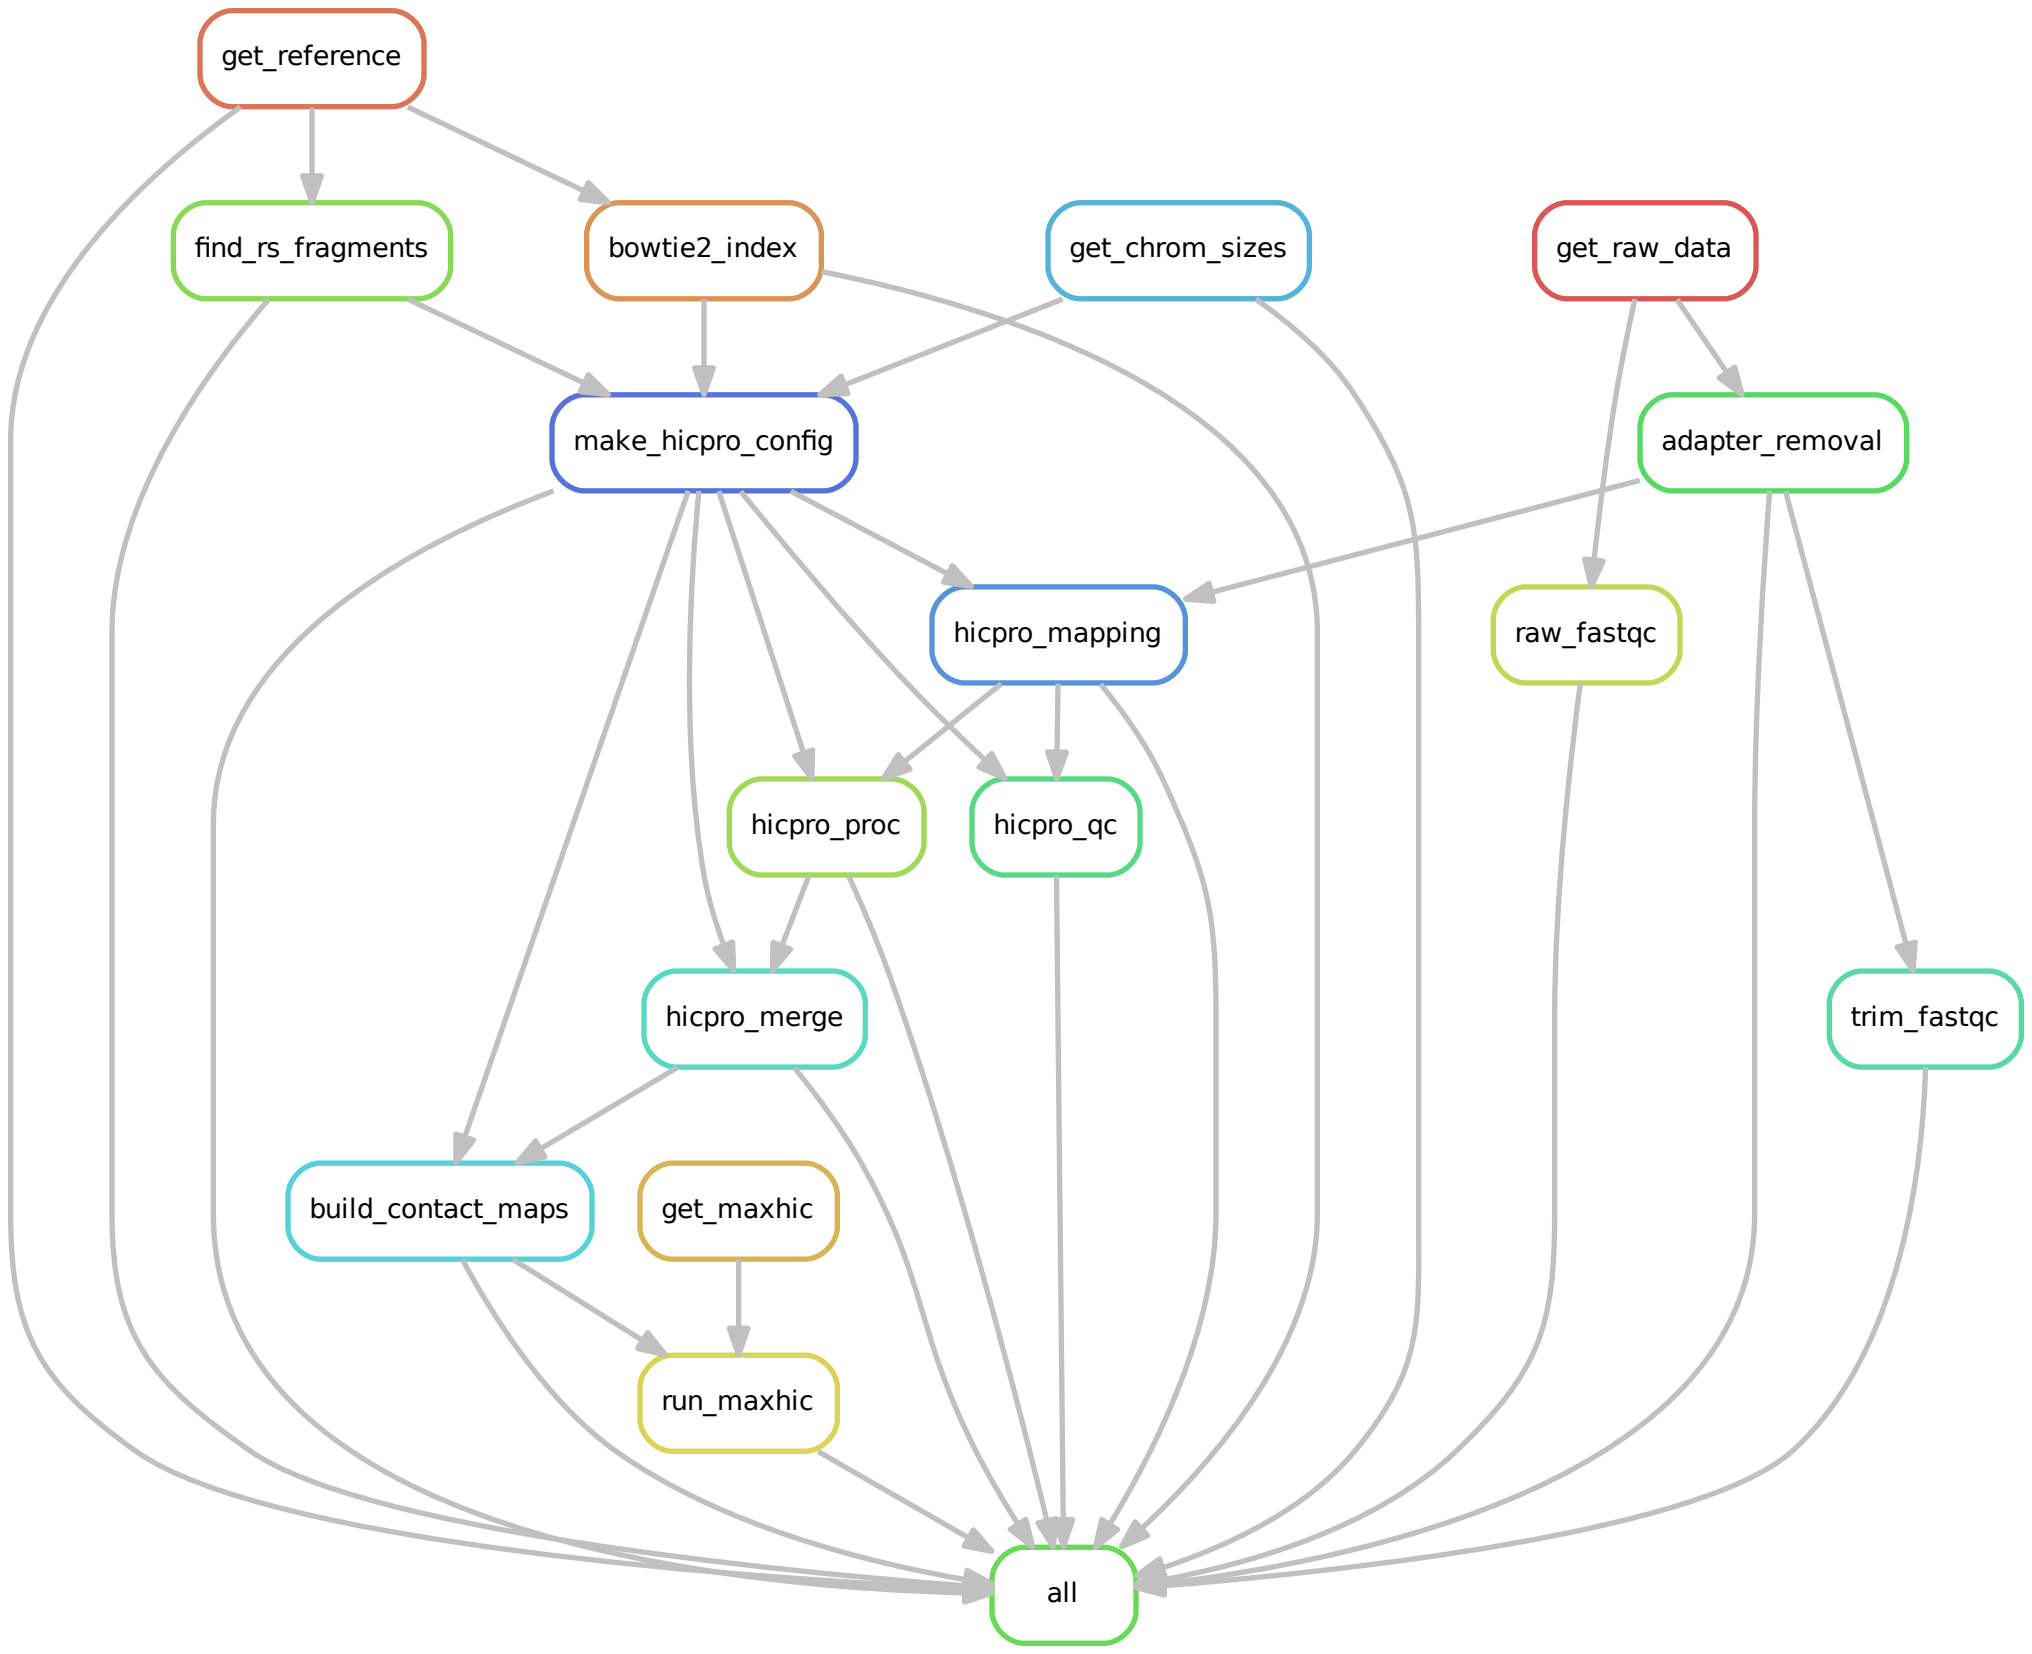 get_reference
find_rs_fragments
bowtie2_index
get_chrom_sizes
get_raw_data
make_hicpro_config
adapter_removal
hicpro_mapping
raw_fastqc
hicpro_proc
hicpro_qc
hicpro_merge
trim_fastqc
build_contact_maps
get_maxhic
run_maxhic
all